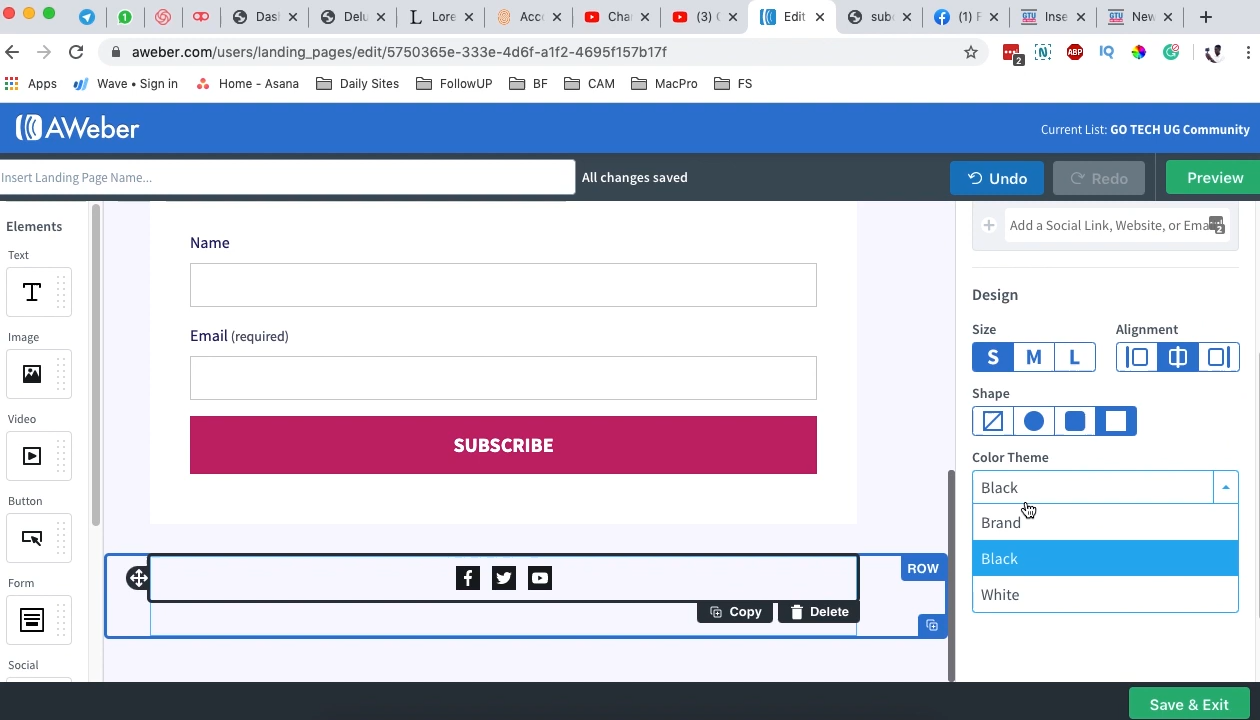 Das
Delu
Lore
Acc
Cha
(3) (
Edit
sub
(1) F
Inse
New
aweber.com/users/landing_pages/edit/5750365e-333e-4d6f-a1f2-4695f157b17f
2
Apps
Wave • Sign in
Home - Asana
Daily Sites
FollowUP
BF
CAM
MacPro
FS
AWeber
Current List: GO TECH UG Community
Insert Landing Page Name...
All changes saved
Undo
Redo
Preview
Elements
Text
Image
Video
Button
Form
Social
Name
Email (required)
SUBSCRIBE
ROW
Copy
Delete
Add a Social Link, Website, or Ema
2
Design
Size
Alignment
S M L
Shape
Color Theme
Black
Brand
Black
White
Save & Exit